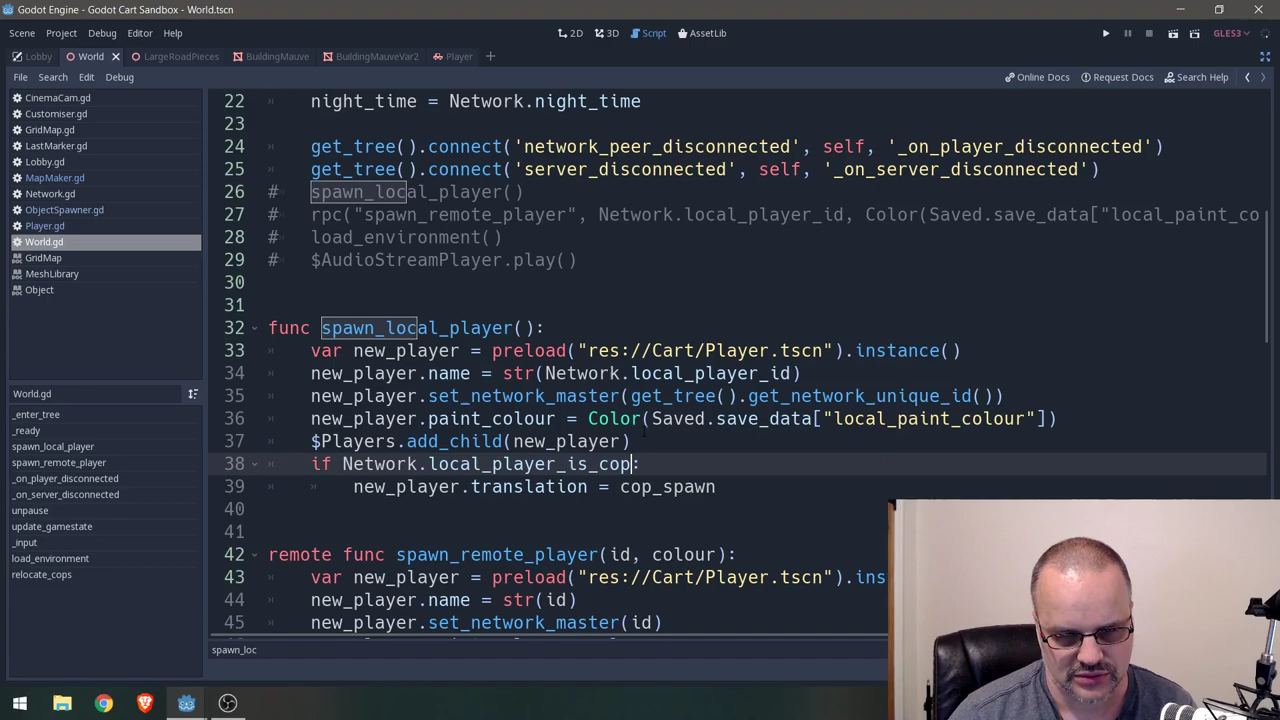 Godot Engine - Godot Cart Sandbox - World.tscn
Scene Project Debug Editor Help
2D 3D Script AssetLib
GLES3
Lobby World LargeRoadPieces BuildingMauve BuildingMauveVar2 Player
File Search Edit Debug
Online Docs Request Docs Search Help
CinemaCam.gd
Customiser.gd
GridMap.gd
LastMarker.gd
Lobby.gd
MapMaker.gd
Network.gd
ObjectSpawner.gd
Player.gd
World.gd
GridMap
MeshLibrary
Object
World.gd
_enter_tree
_ready
spawn_local_player
spawn_remote_player
_on_player_disconnected
_on_server_disconnected
unpause
update_gamestate
_input
load_environment
relocate_cops
22 night_time = Network.night_time
23
24 get_tree().connect('network_peer_disconnected', self, '_on_player_disconnected')
25 get_tree().connect('server_disconnected', self, '_on_server_disconnected')
26 # spawn_local_player()
27 # rpc("spawn_remote_player", Network.local_player_id, Color(Saved.save_data["local_paint_co
28 # load_environment()
29 # $AudioStreamPlayer.play()
30
31
32 func spawn_local_player():
33 var new_player = preload("res://Cart/Player.tscn").instance()
34 new_player.name = str(Network.local_player_id)
35 new_player.set_network_master(get_tree().get_network_unique_id())
36 new_player.paint_colour = Color(Saved.save_data["local_paint_colour"])
37 $Players.add_child(new_player)
38 if Network.local_player_is_cop:
39 new_player.translation = cop_spawn
40
41
42 remote func spawn_remote_player(id, colour):
43 var new_player = preload("res://Cart/Player.tscn").ins
44 new_player.name = str(id)
45 new_player.set_network_master(id)
spawn_loc